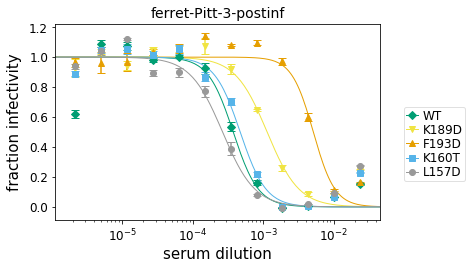 ferret-Pitt-3-postinf
fraction infectivity
1.2
1.0
0.8
0.6
0.4
0.2
0.0
10⁻⁵
10⁻⁴
10⁻³
10⁻²
serum dilution
WT
K189D
F193D
K160T
L157D